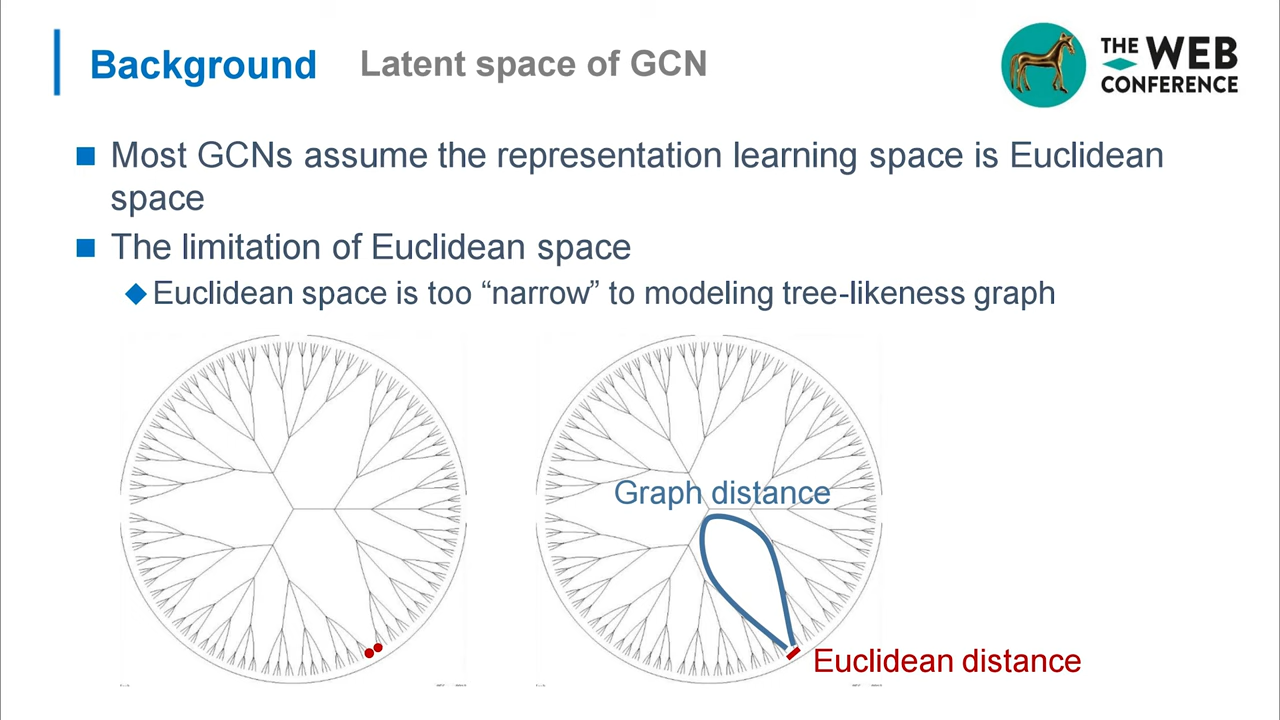 Background Latent space of GCN
THE WEB
CONFERENCE
Most GCNs assume the representation learning space is Euclidean
space
The limitation of Euclidean space
Euclidean space is too “narrow” to modeling tree-likeness graph
Graph distance
Euclidean distance